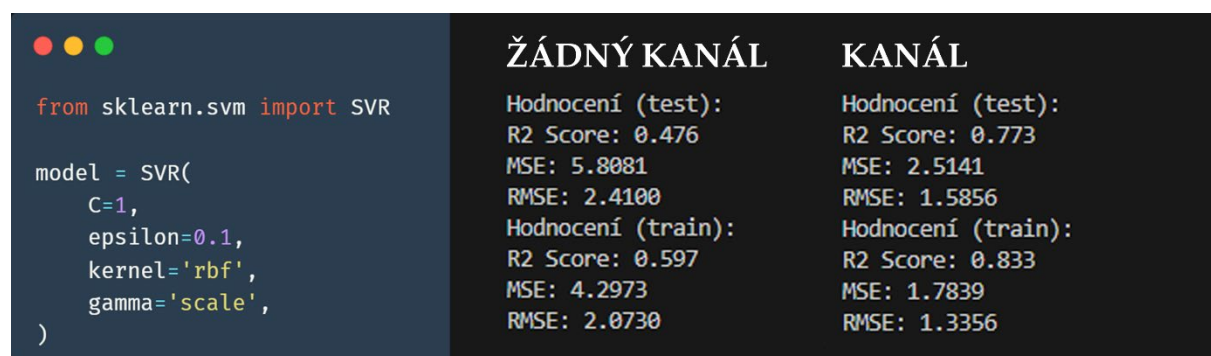 from sklearn.svm import SVR
model = SVR(
    C=1,
    epsilon=0.1,
    kernel='rbf',
    gamma='scale',
)
ŽÁDNÝ KANÁL
Hodnocení (test):
R2 Score: 0.476
MSE: 5.8081
RMSE: 2.4100
Hodnocení (train):
R2 Score: 0.597
MSE: 4.2973
RMSE: 2.0730
KANÁL
Hodnocení (test):
R2 Score: 0.773
MSE: 2.5141
RMSE: 1.5856
Hodnocení (train):
R2 Score: 0.833
MSE: 1.7839
RMSE: 1.3356